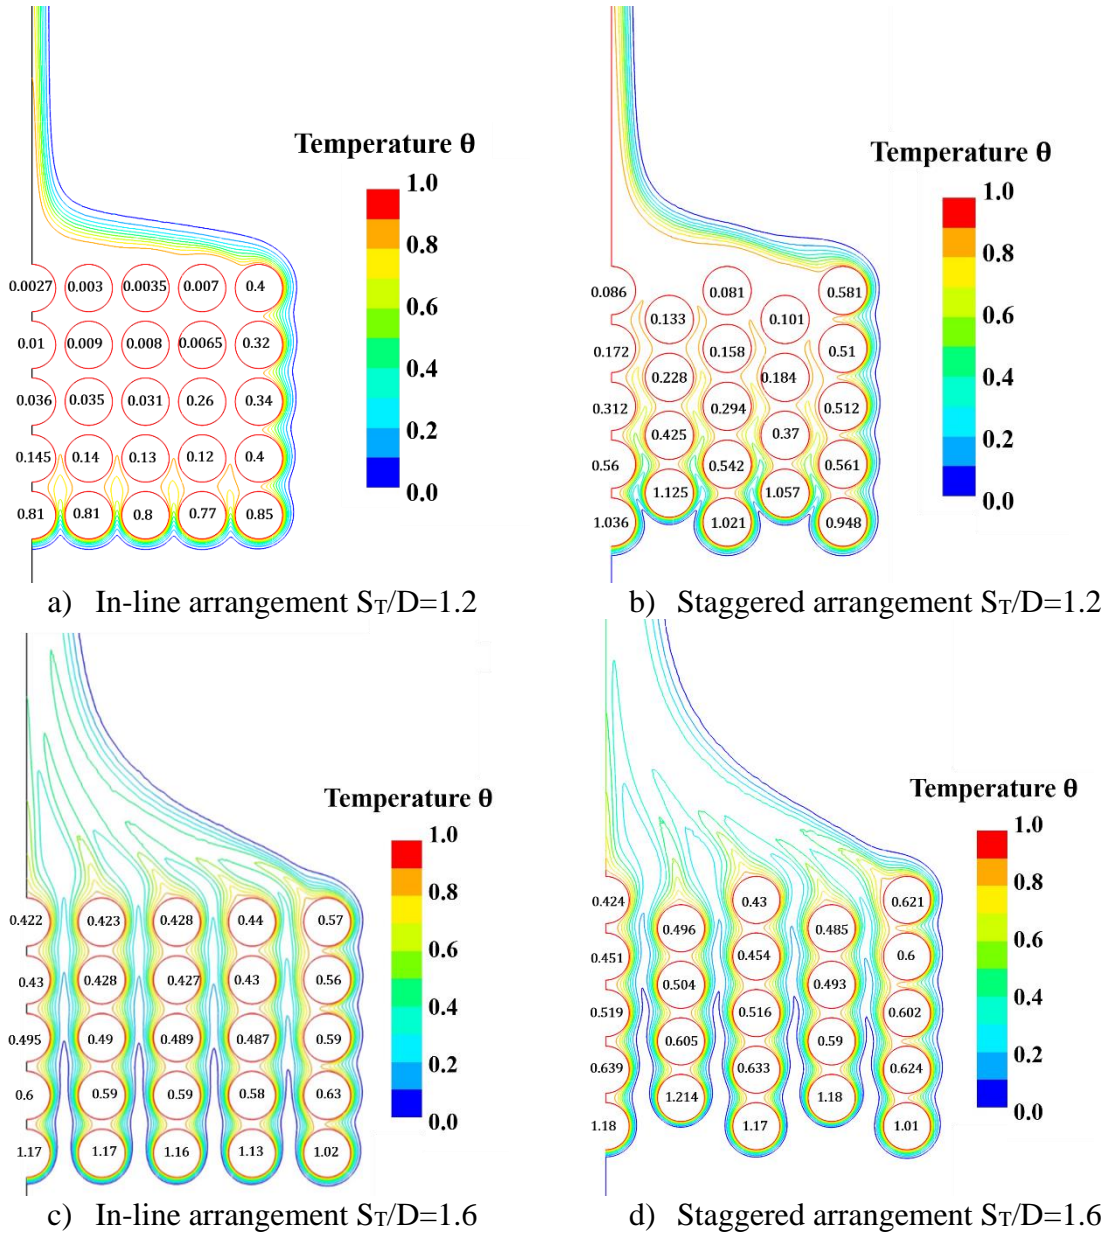 Temperature θ
1.0
0.8
0.6
0.4
0.2
0.0
0.0027 0.003 0.0035 0.007 0.4
0.01 0.009 0.008 0.0065 0.32
0.036 0.035 0.031 0.26 0.34
0.145 0.14 0.13 0.12 0.4
0.81 0.81 0.8 0.77 0.85
a) In-line arrangement Sᴛ/D=1.2
Temperature θ
1.0
0.8
0.6
0.4
0.2
0.0
0.086 0.081 0.581
0.133 0.101
0.172 0.158 0.51
0.228 0.184
0.312 0.294 0.512
0.425 0.37
0.56 0.542 0.561
1.125 1.057
1.036 1.021 0.948
b) Staggered arrangement Sᴛ/D=1.2
Temperature θ
1.0
0.8
0.6
0.4
0.2
0.0
0.422 0.423 0.428 0.44 0.57
0.43 0.428 0.427 0.43 0.56
0.495 0.49 0.489 0.487 0.59
0.6 0.59 0.59 0.58 0.63
1.17 1.17 1.16 1.13 1.02
c) In-line arrangement Sᴛ/D=1.6
Temperature θ
1.0
0.8
0.6
0.4
0.2
0.0
0.424 0.43 0.621
0.496 0.485
0.451 0.454 0.6
0.504 0.493
0.519 0.516 0.602
0.605 0.59
0.639 0.633 0.624
1.214 1.18
1.18 1.17 1.01
d) Staggered arrangement Sᴛ/D=1.6